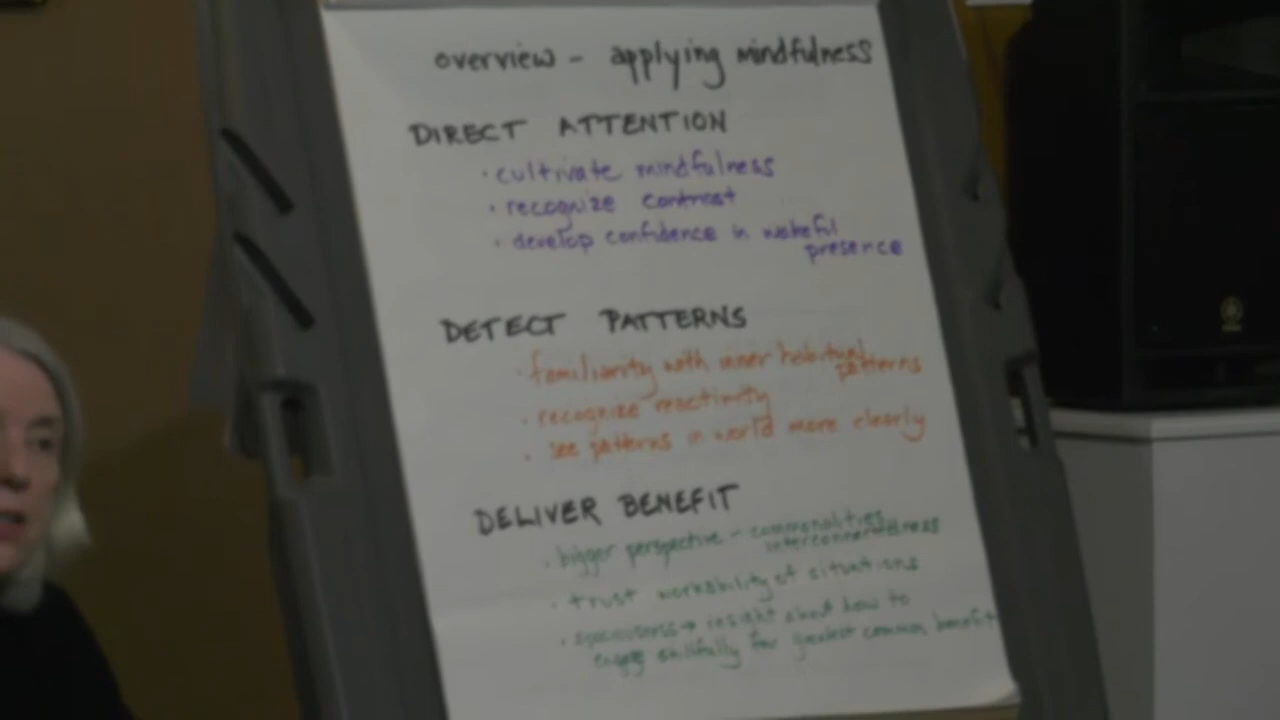 overview - applying mindfulness
DIRECT ATTENTION
· cultivate mindfulness
· recognize contrast
· develop confidence in wakeful
presence
DETECT PATTERNS
· familiarity with inner habitual
patterns
· recognize reactivity
· see patterns in world more clearly
DELIVER BENEFIT
· bigger perspective - commonalities
interconnectedness
· trust workability of situations
· spaciousness → insight about how to
engage skillfully for greatest common benefit